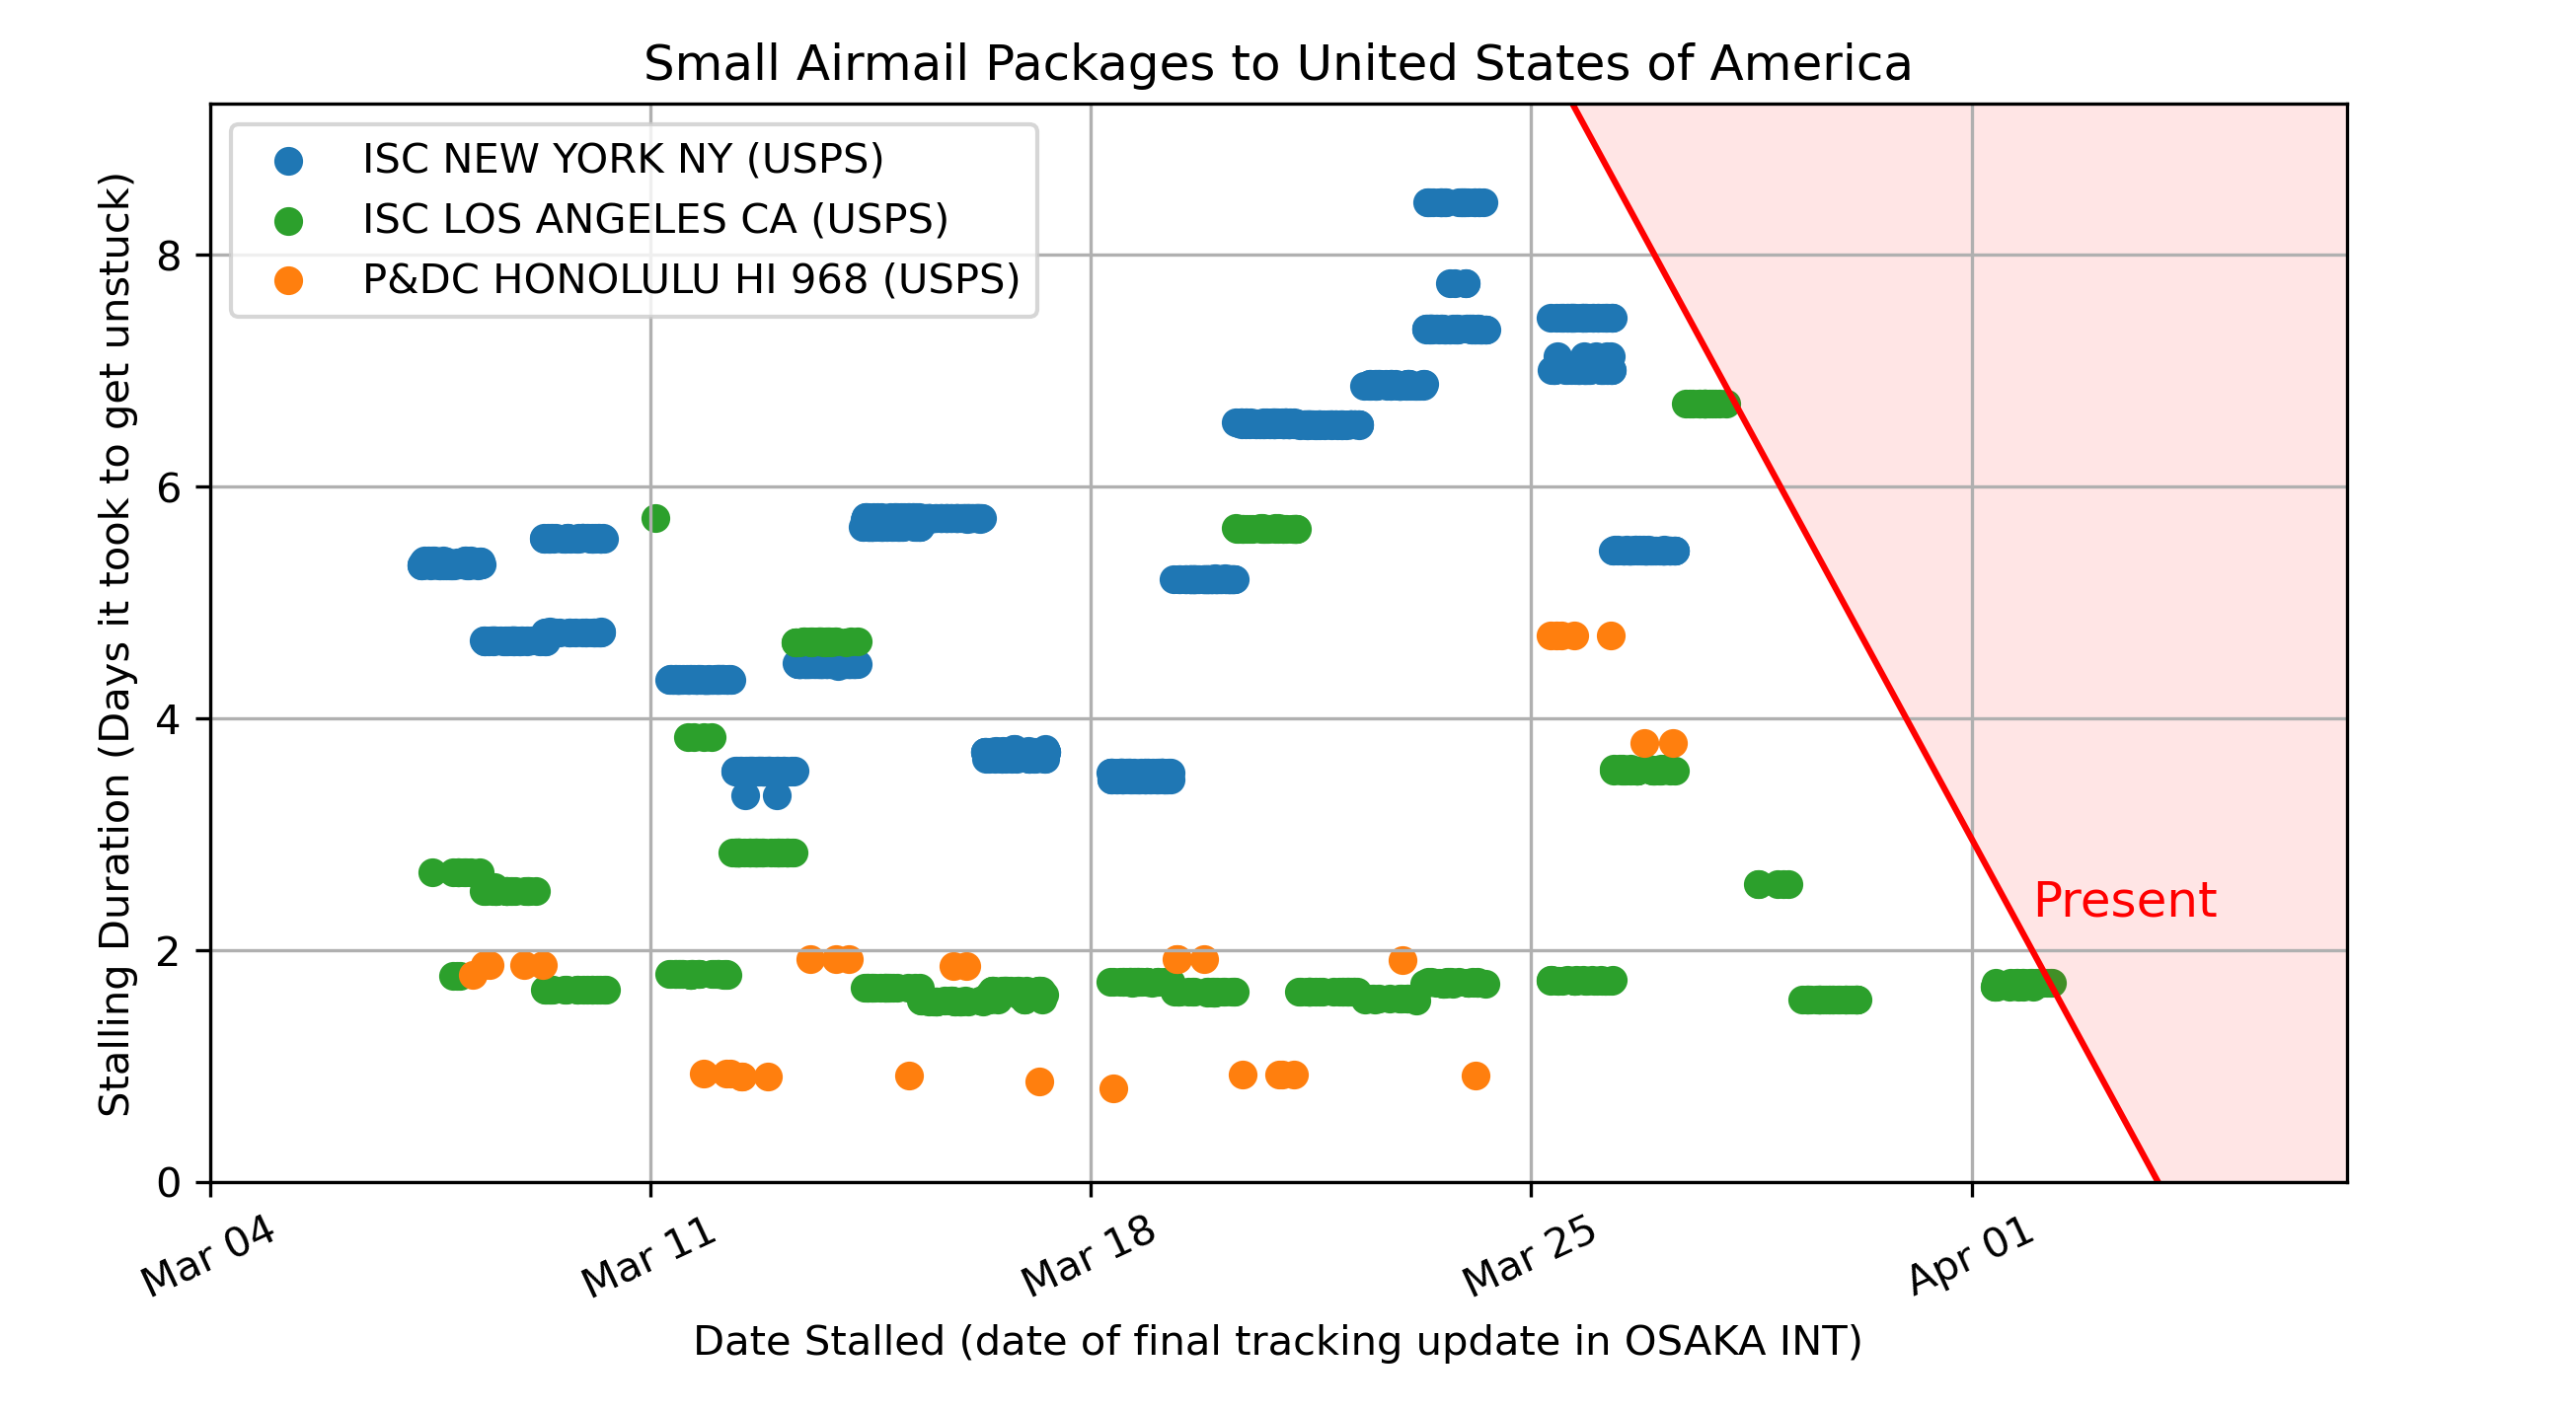 Small Airmail Packages to United States of America
Stalling Duration (Days it took to get unstuck)
ISC NEW YORK NY (USPS)
ISC LOS ANGELES CA (USPS)
P&DC HONOLULU HI 968 (USPS)
8
6
4
2
0
Present
Mar 04
Mar 11
Mar 18
Mar 25
Apr 01
Date Stalled (date of final tracking update in OSAKA INT)